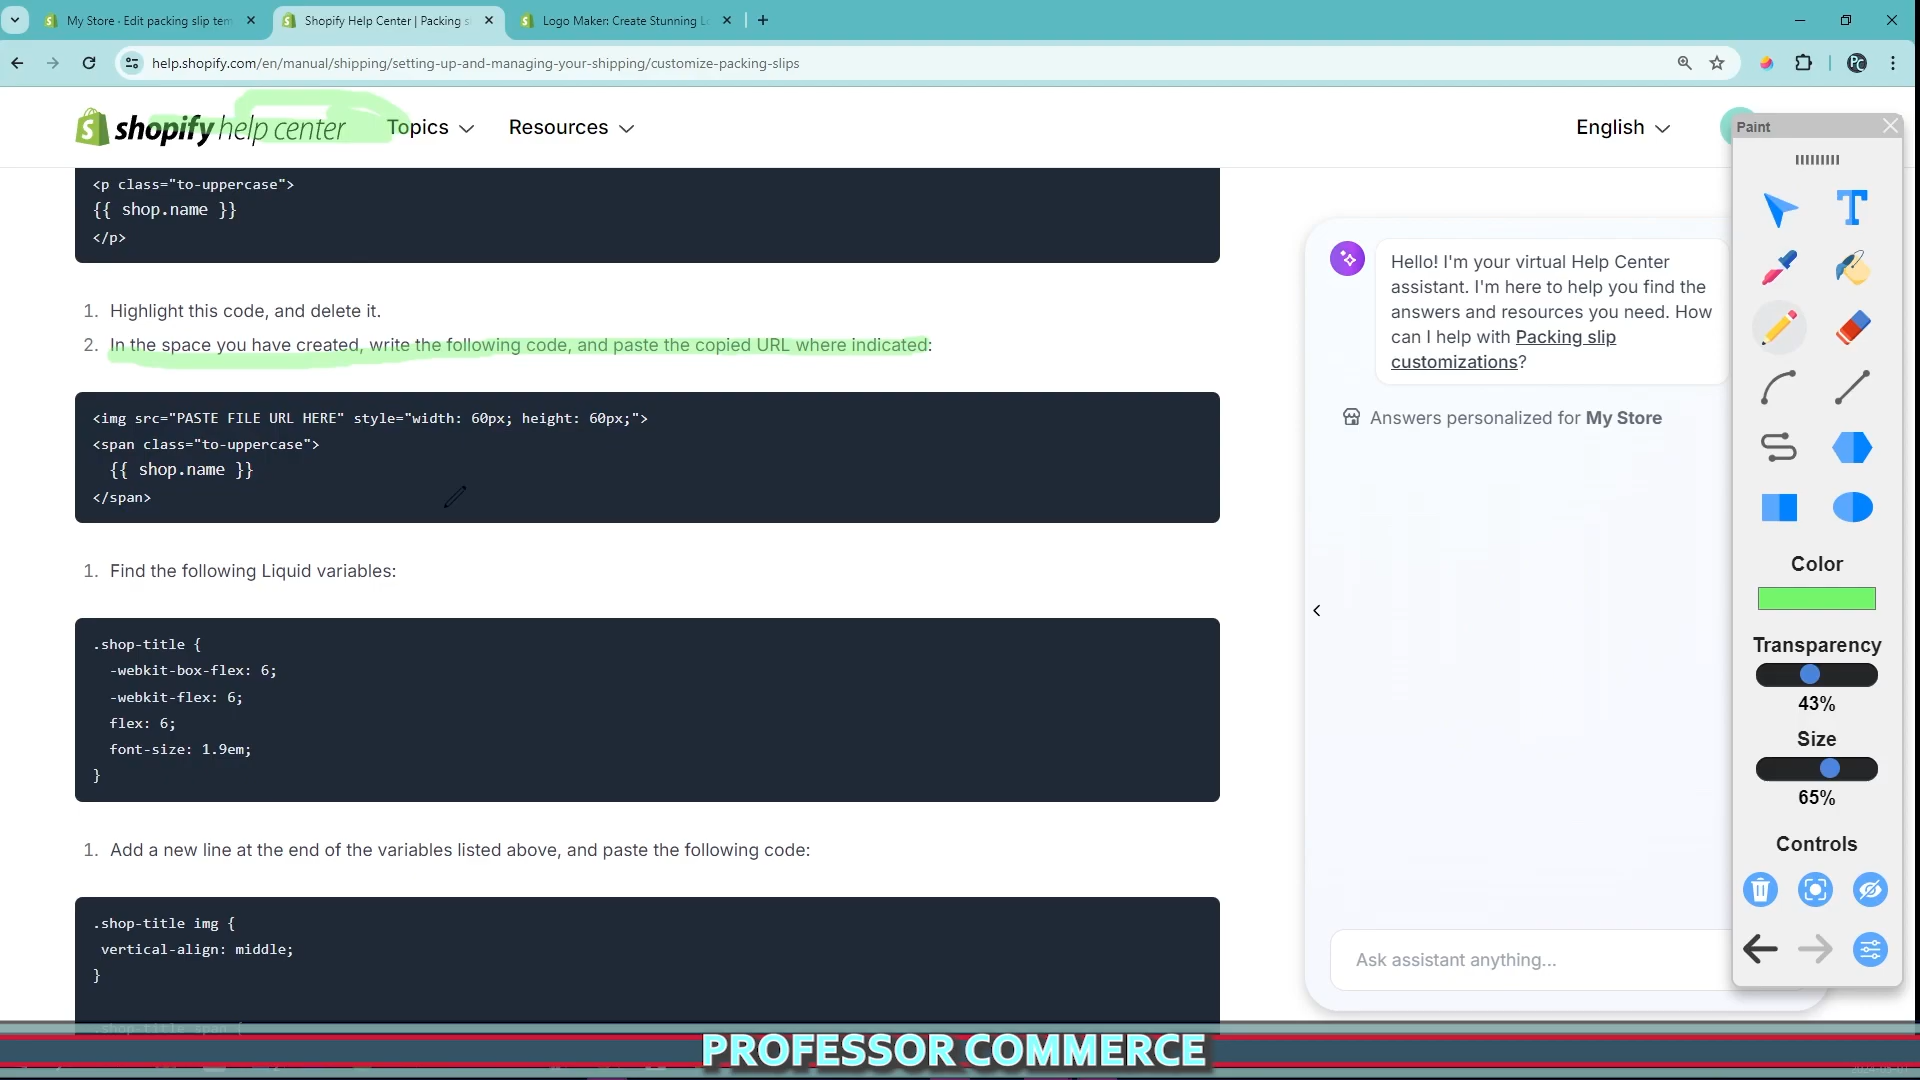 My Store · Edit packing slip tem
Shopify Help Center | Packing s
Logo Maker: Create Stunning L
help.shopify.com/en/manual/shipping/setting-up-and-managing-your-shipping/customize-packing-slips
PC
shopify help center
Topics
Resources
English
<p class="to-uppercase">
{{ shop.name }}
</p>
1. Highlight this code, and delete it.
2. In the space you have created, write the following code, and paste the copied URL where indicated:
<img src="PASTE FILE URL HERE" style="width: 60px; height: 60px;">
<span class="to-uppercase">
{{ shop.name }}
</span>
1. Find the following Liquid variables:
.shop-title {
-webkit-box-flex: 6;
-webkit-flex: 6;
flex: 6;
font-size: 1.9em;
}
1. Add a new line at the end of the variables listed above, and paste the following code:
.shop-title img {
vertical-align: middle;
}
.shop-title span {
Hello! I'm your virtual Help Center
assistant. I'm here to help you find the
answers and resources you need. How
can I help with Packing slip
customizations?
Answers personalized for My Store
Ask assistant anything...
Paint
T
Color
Transparency
43%
Size
65%
Controls
PROFESSOR COMMERCE